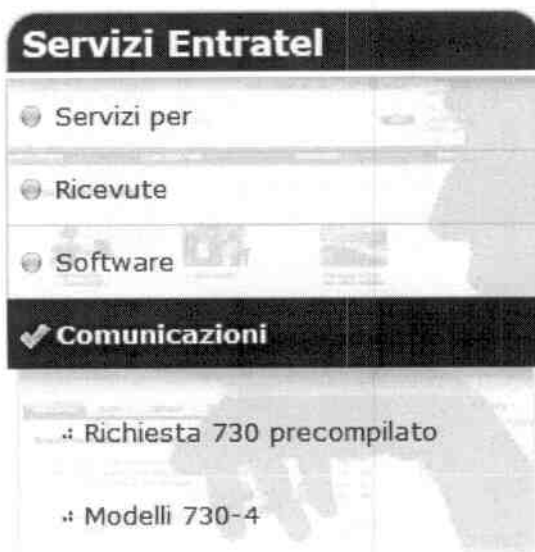 Servizi Entratel
Servizi per
Ricevute
Software
Comunicazioni
Richiesta 730 precompilato
Modelli 730-4